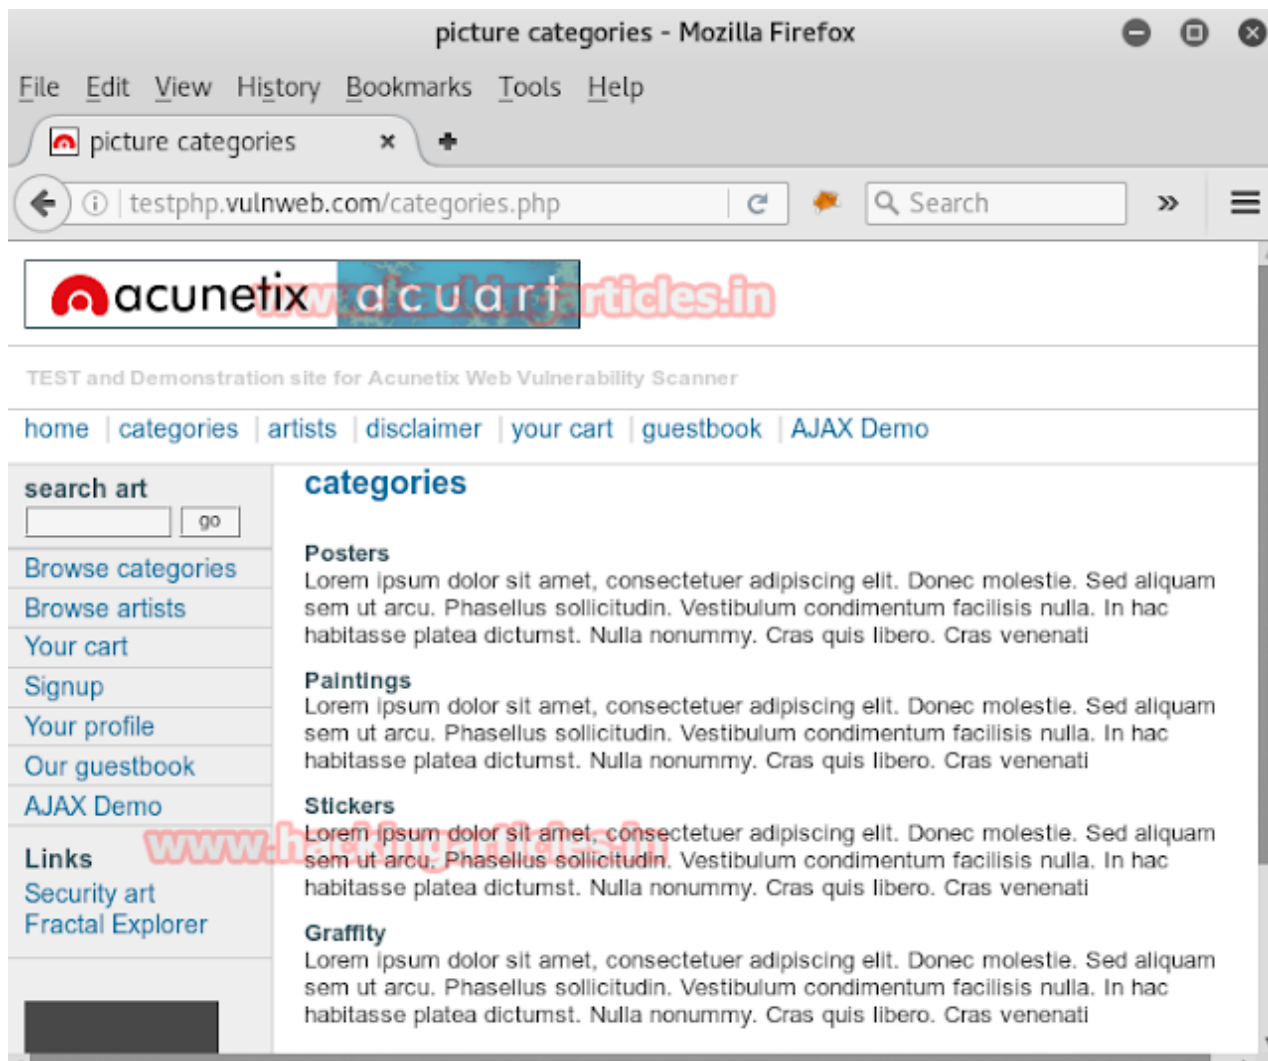 picture categories - Mozilla Firefox
File Edit View History Bookmarks Tools Help
picture categories
testphp.vulnweb.com/categories.php
Search
acunetix acuart
www.hackingarticles.in
TEST and Demonstration site for Acunetix Web Vulnerability Scanner
home categories artists disclaimer your cart guestbook AJAX Demo
search art
go
Browse categories
Browse artists
Your cart
Signup
Your profile
Our guestbook
AJAX Demo
Links
Security art
Fractal Explorer
categories
Posters
Lorem ipsum dolor sit amet, consectetuer adipiscing elit. Donec molestie. Sed aliquam
sem ut arcu. Phasellus sollicitudin. Vestibulum condimentum facilisis nulla. In hac
habitasse platea dictumst. Nulla nonummy. Cras quis libero. Cras venenati
Paintings
Lorem ipsum dolor sit amet, consectetuer adipiscing elit. Donec molestie. Sed aliquam
sem ut arcu. Phasellus sollicitudin. Vestibulum condimentum facilisis nulla. In hac
habitasse platea dictumst. Nulla nonummy. Cras quis libero. Cras venenati
Stickers
Lorem ipsum dolor sit amet, consectetuer adipiscing elit. Donec molestie. Sed aliquam
sem ut arcu. Phasellus sollicitudin. Vestibulum condimentum facilisis nulla. In hac
habitasse platea dictumst. Nulla nonummy. Cras quis libero. Cras venenati
www.hackingarticles.in
Graffity
Lorem ipsum dolor sit amet, consectetuer adipiscing elit. Donec molestie. Sed aliquam
sem ut arcu. Phasellus sollicitudin. Vestibulum condimentum facilisis nulla. In hac
habitasse platea dictumst. Nulla nonummy. Cras quis libero. Cras venenati